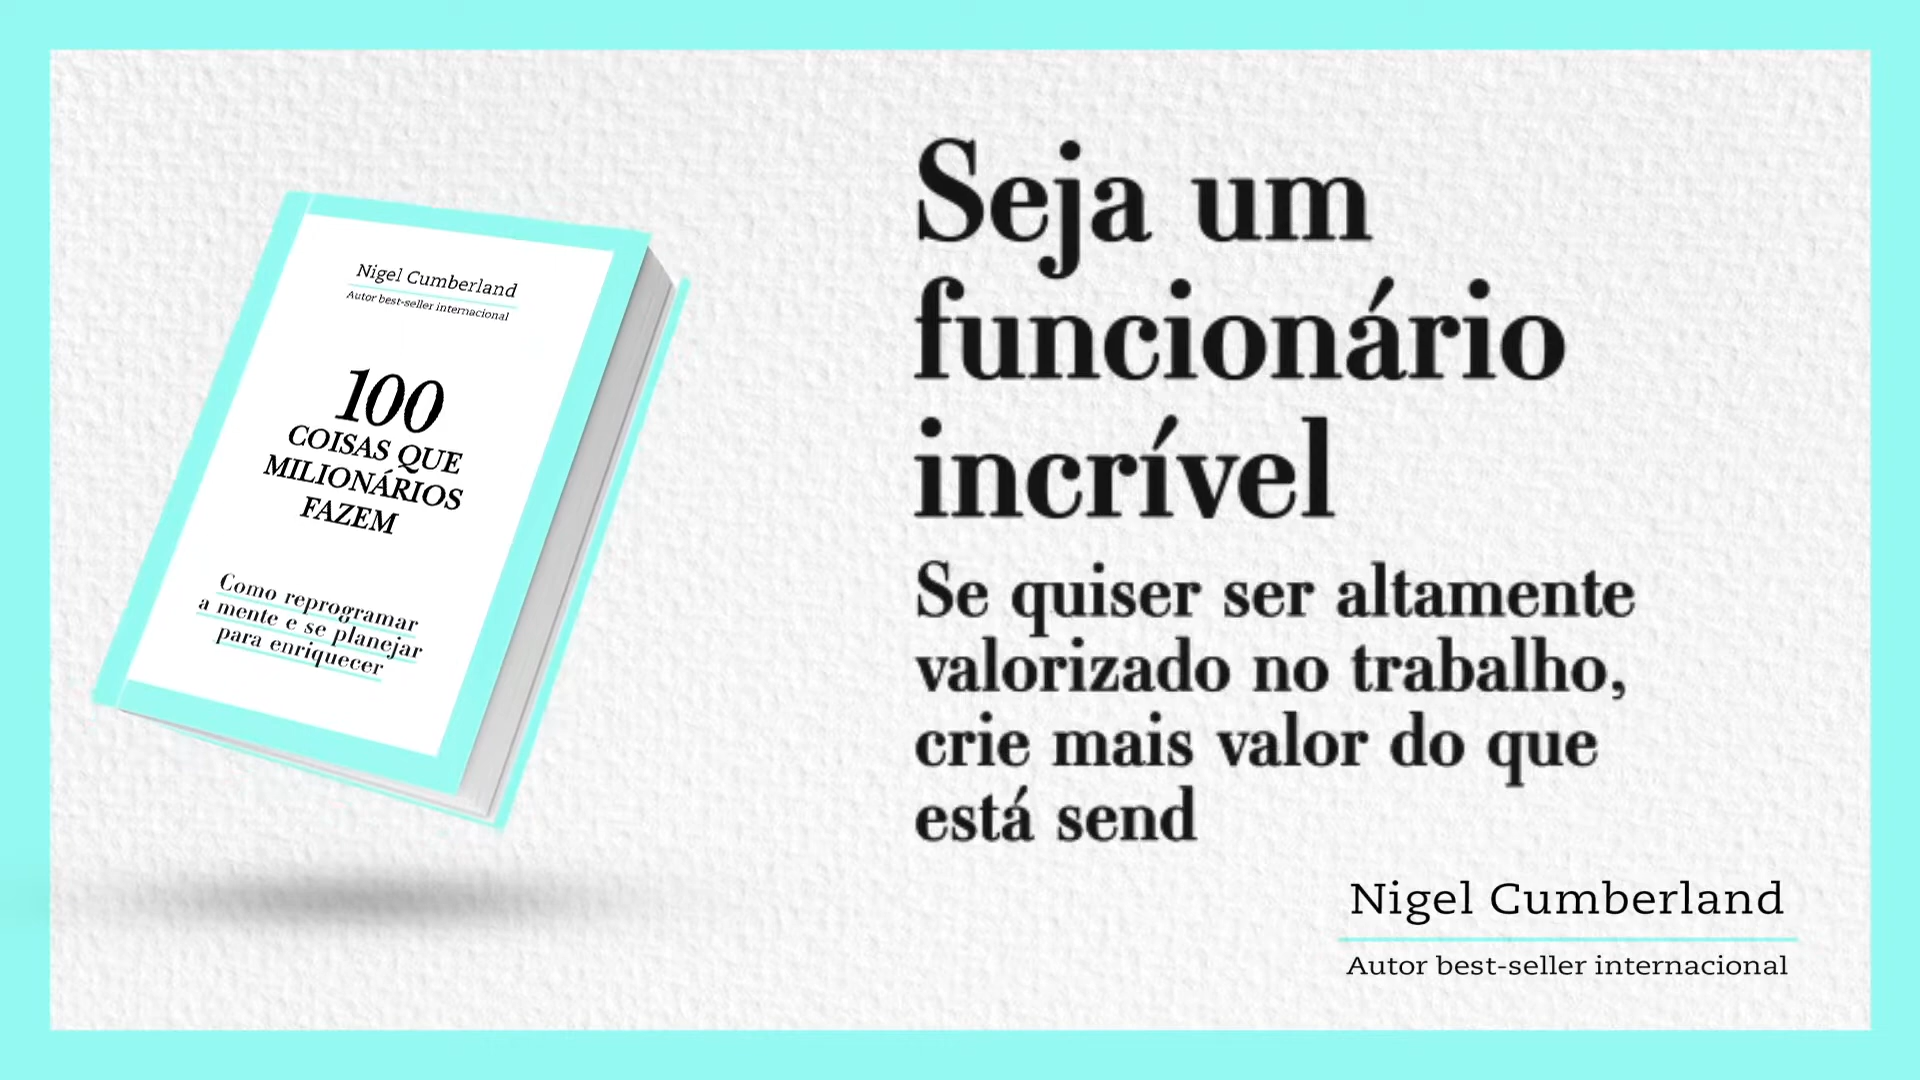 Nigel Cumberland
Autor best-seller internacional
100
COISAS QUE
MILIONÁRIOS
FAZEM
Como reprogramar
a mente e se planejar
para enriquecer
Seja um
funcionário
incrível
Se quiser ser altamente
valorizado no trabalho,
crie mais valor do que
está send
Nigel Cumberland
Autor best-seller internacional